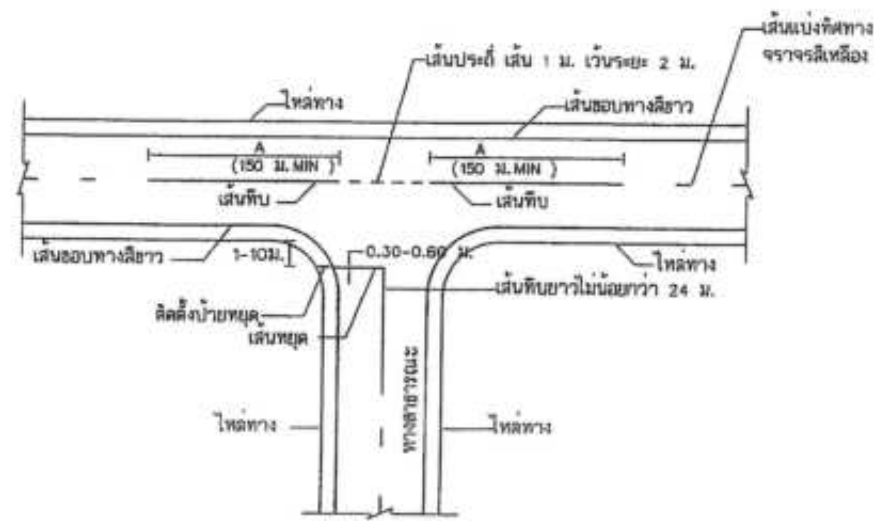 เส้นแบ่งทิศทาง
จราจรสีเหลือง
เส้นประถี่ เส้น 1 ม. เว้นระยะ 2 ม.
ไหล่ทาง
เส้นขอบทางสีขาว
A
(150 ม.MIN )
A
(150 ม.MIN )
เส้นทึบ
เส้นทึบ
เส้นขอบทางสีขาว
1-10ม.
0.30-0.60 ม.
ไหล่ทาง
เส้นทึบยาวไม่น้อยกว่า 24 ม.
ติดตั้งป้ายหยุด
เส้นหยุด
ทางสาธารณะ
ไหล่ทาง
ไหล่ทาง